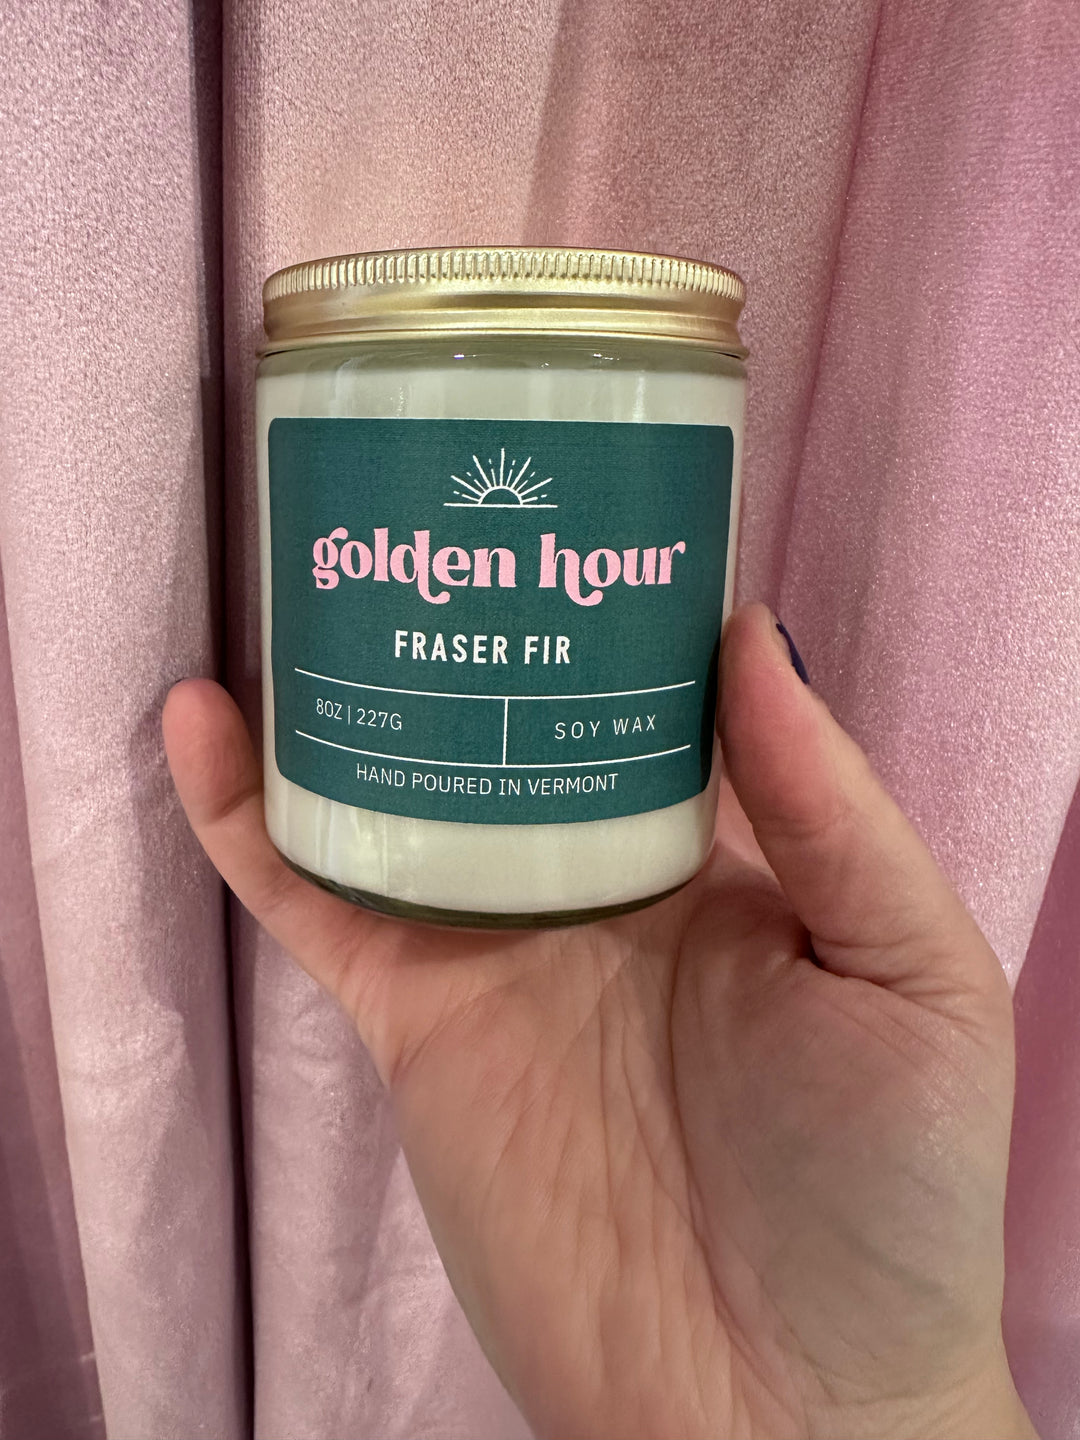 golden hour
FRASER FIR
8OZ | 227G
SOY WAX
HAND POURED IN VERMONT